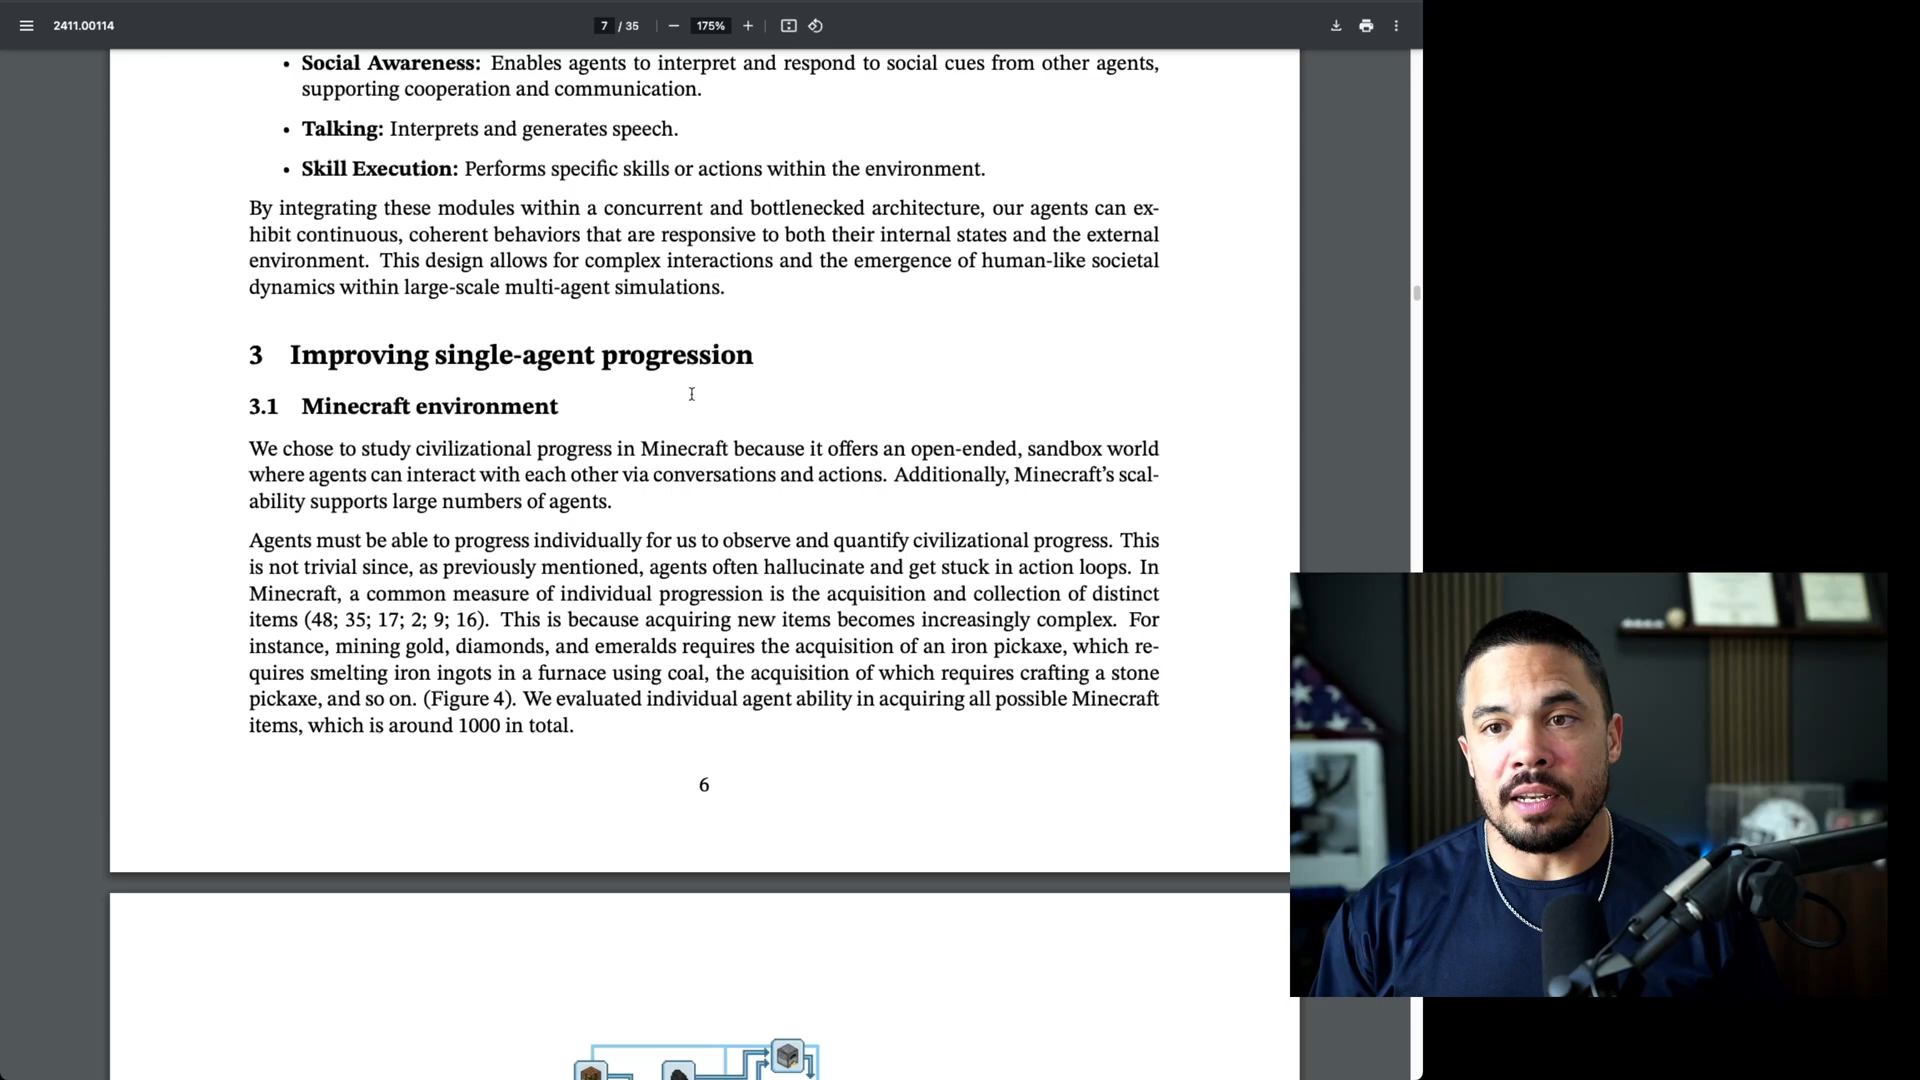 2411.00114
7 / 35
175%
• Social Awareness: Enables agents to interpret and respond to social cues from other agents,
supporting cooperation and communication.
• Talking: Interprets and generates speech.
• Skill Execution: Performs specific skills or actions within the environment.
By integrating these modules within a concurrent and bottlenecked architecture, our agents can ex-
hibit continuous, coherent behaviors that are responsive to both their internal states and the external
environment. This design allows for complex interactions and the emergence of human-like societal
dynamics within large-scale multi-agent simulations.
3 Improving single-agent progression
3.1 Minecraft environment
We chose to study civilizational progress in Minecraft because it offers an open-ended, sandbox world
where agents can interact with each other via conversations and actions. Additionally, Minecraft's scal-
ability supports large numbers of agents.
Agents must be able to progress individually for us to observe and quantify civilizational progress. This
is not trivial since, as previously mentioned, agents often hallucinate and get stuck in action loops. In
Minecraft, a common measure of individual progression is the acquisition and collection of distinct
items (48; 35; 17; 2; 9; 16). This is because acquiring new items becomes increasingly complex. For
instance, mining gold, diamonds, and emeralds requires the acquisition of an iron pickaxe, which re-
quires smelting iron ingots in a furnace using coal, the acquisition of which requires crafting a stone
pickaxe, and so on. (Figure 4). We evaluated individual agent ability in acquiring all possible Minecraft
items, which is around 1000 in total.
6